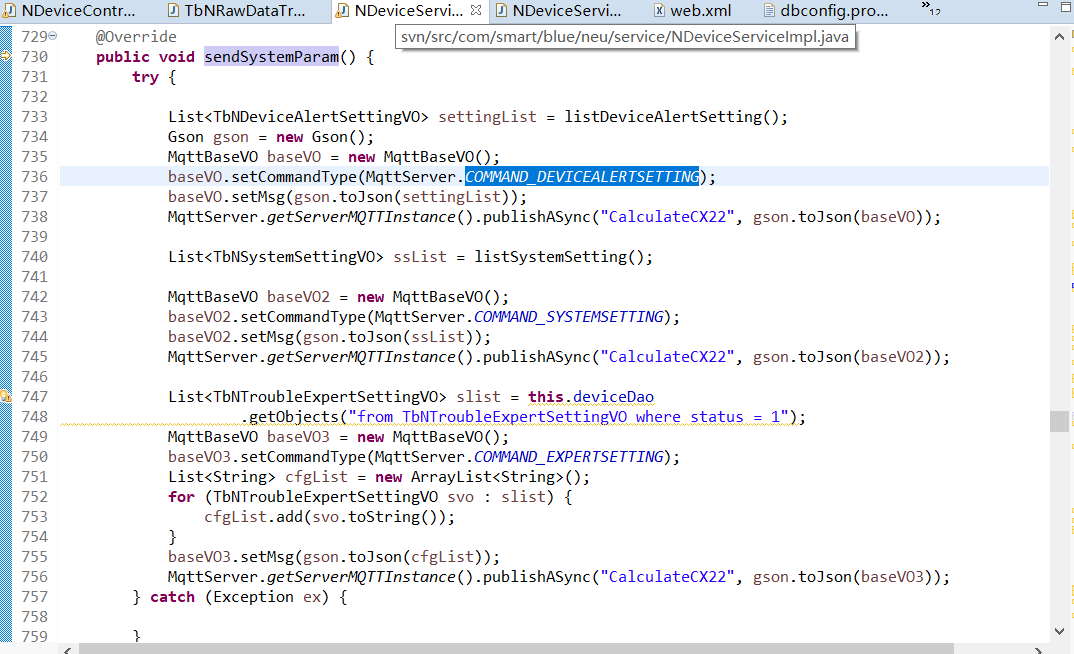 NDeviceContr...
TbNRawDataTr...
NDeviceServi...
NDeviceServi...
web.xml
dbconfig.pro...
»12
svn/src/com/smart/blue/neu/service/NDeviceServiceImpl.java
729 @Override
730 public void sendSystemParam() {
731 try {
732
733 List<TbNDeviceAlertSettingVO> settingList = listDeviceAlertSetting();
734 Gson gson = new Gson();
735 MqttBaseVO baseVO = new MqttBaseVO();
736 baseVO.setCommandType(MqttServer.COMMAND_DEVICEALERTSETTING);
737 baseVO.setMsg(gson.toJson(settingList));
738 MqttServer.getServerMQTTInstance().publishASync("CalculateCX22", gson.toJson(baseVO));
739
740 List<TbNSystemSettingVO> ssList = listSystemSetting();
741
742 MqttBaseVO baseVO2 = new MqttBaseVO();
743 baseVO2.setCommandType(MqttServer.COMMAND_SYSTEMSETTING);
744 baseVO2.setMsg(gson.toJson(ssList));
745 MqttServer.getServerMQTTInstance().publishASync("CalculateCX22", gson.toJson(baseVO2));
746
747 List<TbNTroubleExpertSettingVO> slist = this.deviceDao
748 .getObjects("from TbNTroubleExpertSettingVO where status = 1");
749 MqttBaseVO baseVO3 = new MqttBaseVO();
750 baseVO3.setCommandType(MqttServer.COMMAND_EXPERTSETTING);
751 List<String> cfgList = new ArrayList<String>();
752 for (TbNTroubleExpertSettingVO svo : slist) {
753 cfgList.add(svo.toString());
754 }
755 baseVO3.setMsg(gson.toJson(cfgList));
756 MqttServer.getServerMQTTInstance().publishASync("CalculateCX22", gson.toJson(baseVO3));
757 } catch (Exception ex) {
758
759 }